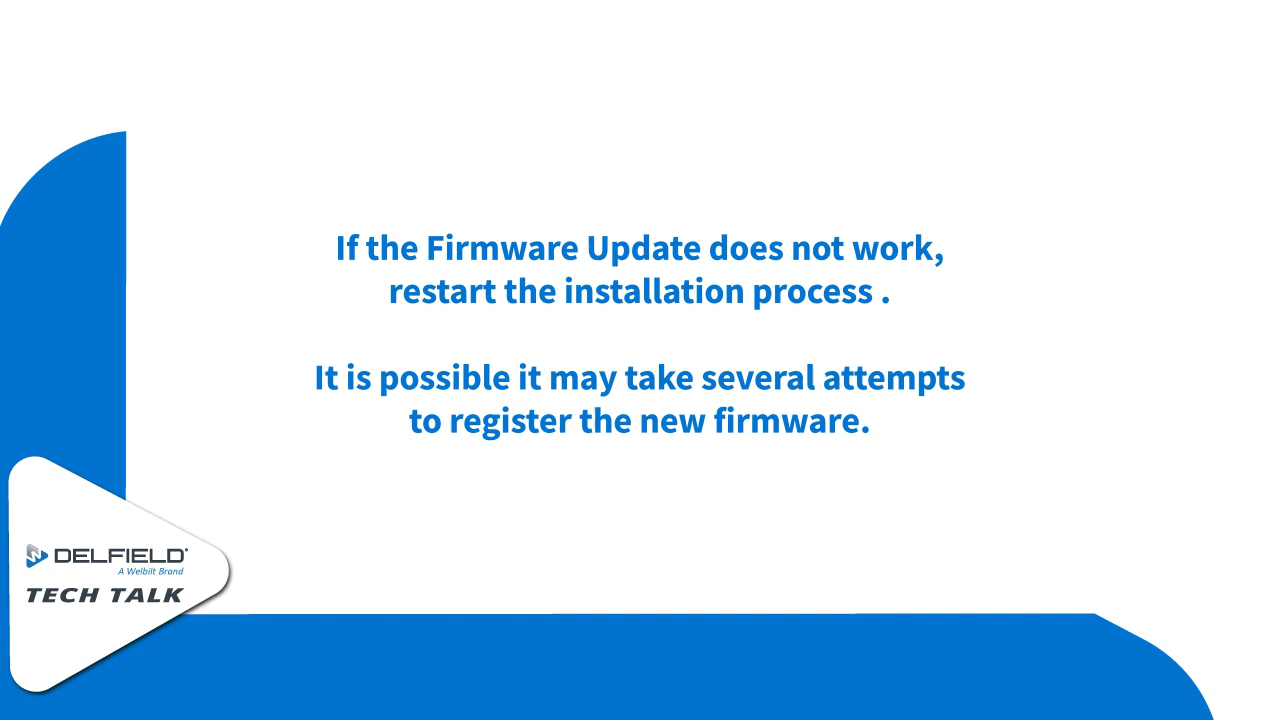 If the Firmware Update does not work,
restart the installation process .
It is possible it may take several attempts
to register the new firmware.
DELFIELD
A Welbilt Brand
TECH TALK